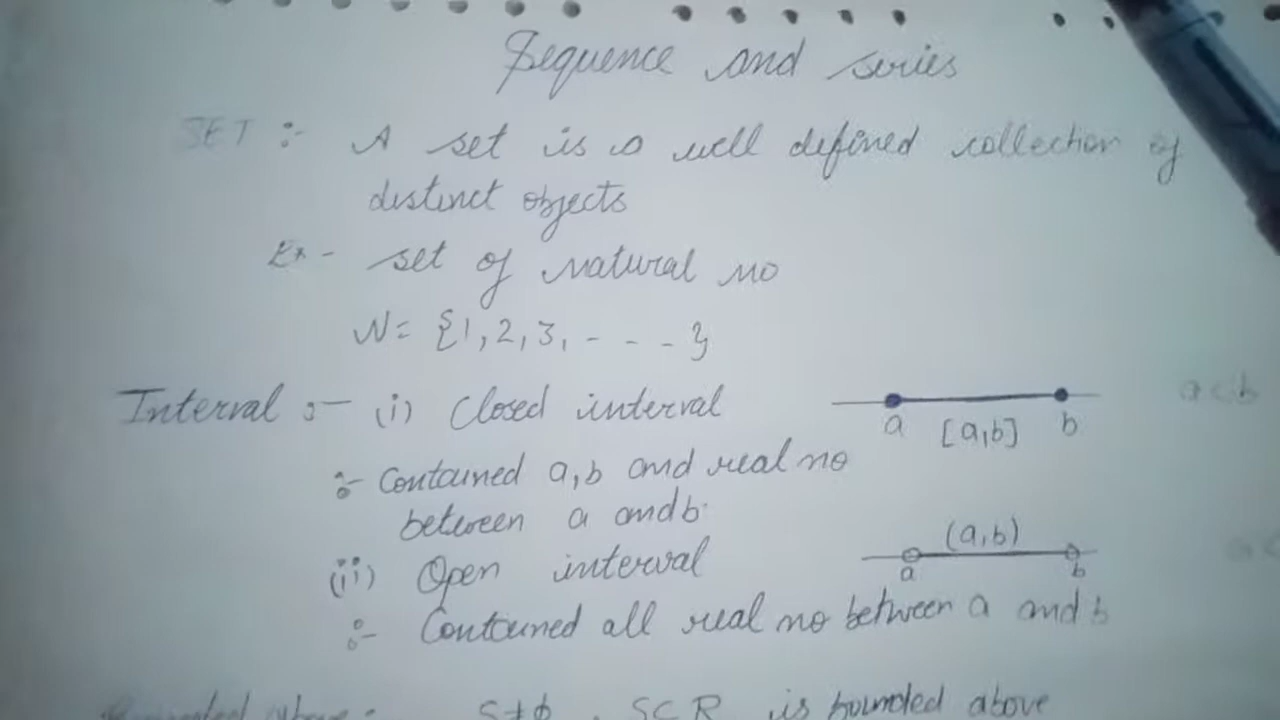 Sequence and series
SET :- A set is a well defined collection of
distinct objects
Ex - set of natural no
N = {1, 2, 3, - - - }
Interval :- (i) Closed interval
a b
[a,b]
a < b
:- Contained a, b and real no
between a and b.
(ii) Open interval
(a,b)
a b
:- Contained all real no between a and b
Bounded above :- S ≠ ϕ, S ⊂ R is bounded above